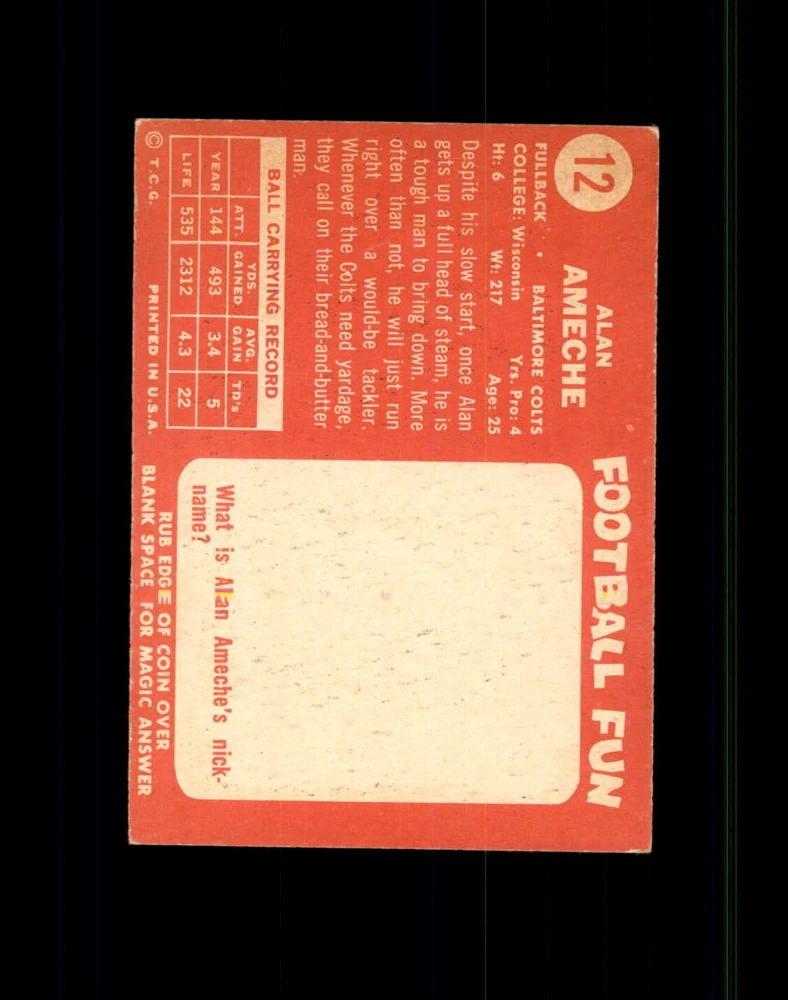 12
ALAN
AMECHE
FULLBACK • BALTIMORE COLTS
COLLEGE: Wisconsin Yrs. Pro: 4
Ht: 6 Wt: 217 Age: 25
Despite his slow start, once Alan
gets up a full head of steam, he is
a tough man to bring down. More
often than not, he will just run
right over a would-be tackler.
Whenever the Colts need yardage,
they call on their bread-and-butter
man.
BALL CARRYING RECORD
ATT. YDS. GAINED AVG. GAIN TD's
YEAR 144 493 3.4 5
LIFE 535 2312 4.3 22
© T.C.G. PRINTED IN U.S.A.
FOOTBALL FUN
What is Alan Ameche's nick-
name?
RUB EDGE OF COIN OVER
BLANK SPACE FOR MAGIC ANSWER